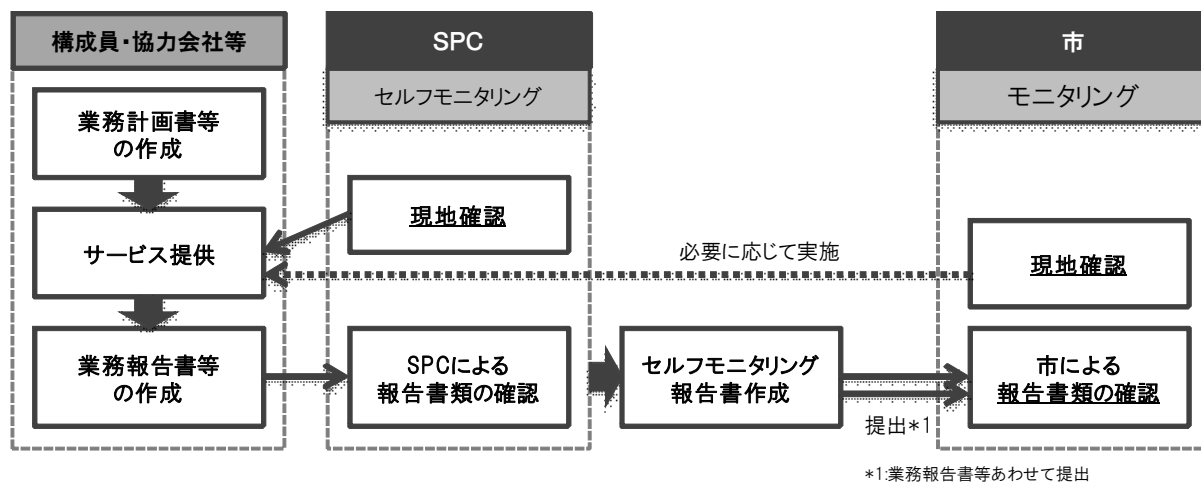 構成員・協力会社等
SPC
市
セルフモニタリング
モニタリング
業務計画書等
の作成
サービス提供
現地確認
必要に応じて実施
現地確認
業務報告書等
の作成
SPCによる
報告書類の確認
セルフモニタリング
報告書作成
市による
報告書類の確認
提出*1
*1:業務報告書等あわせて提出